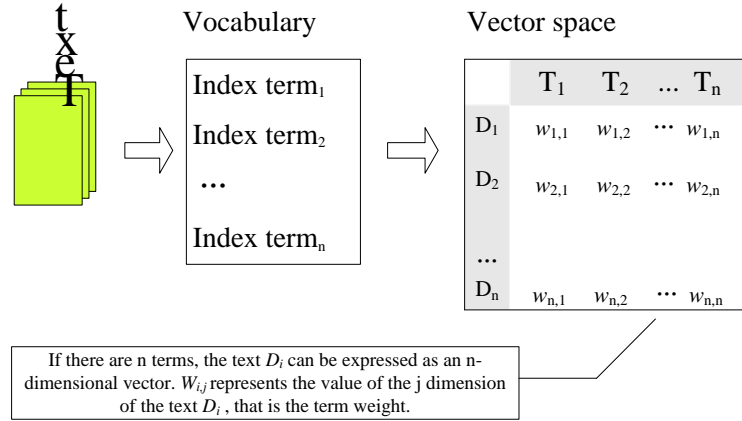 Text
Vocabulary
Vector space
Index term₁
Index term₂
...
Index termₙ
T₁ T₂ ... Tₙ
D₁ w₁,₁ w₁,₂ ... w₁,ₙ
D₂ w₂,₁ w₂,₂ ... w₂,ₙ
...
Dₙ wₙ,₁ wₙ,₂ ... wₙ,ₙ
If there are n terms, the text Dᵢ can be expressed as an n-
dimensional vector. Wᵢ,ⱼ represents the value of the j dimension
of the text Dᵢ , that is the term weight.